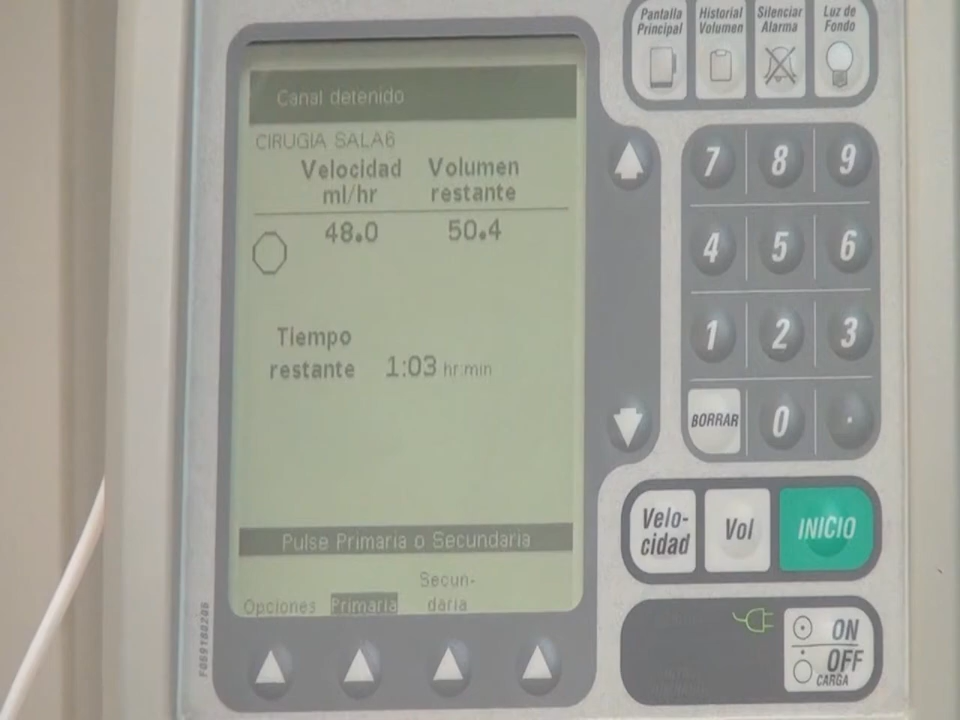 Canal detenido
CIRUGIA SALA6
Velocidad Volumen
ml/hr restante
48.0 50.4
Tiempo
restante 1:03 hr:min
Pulse Primaria o Secundaria
Secun-
Opciones Primaria daria
Pantalla Historial Silenciar Luz de
Principal Volumen Alarma Fondo
7 8 9
4 5 6
1 2 3
BORRAR 0 .
Velo-
cidad Vol INICIO
ON
OFF
CARGA